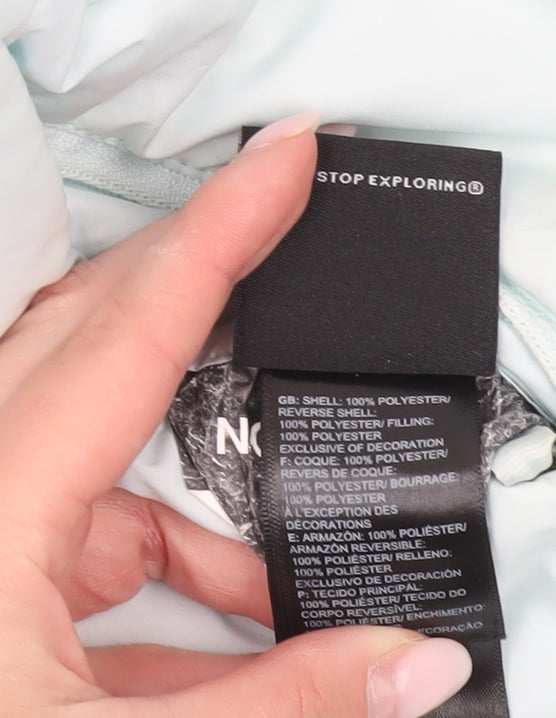 STOP EXPLORING®
GB: SHELL: 100% POLYESTER/
REVERSE SHELL:
100% POLYESTER/ FILLING:
100% POLYESTER
EXCLUSIVE OF DECORATION
F: COQUE: 100% POLYESTER/
REVERS DE COQUE:
100% POLYESTER/ BOURRAGE:
100% POLYESTER
À L'EXCEPTION DES
DÉCORATIONS
E: ARMAZÓN: 100% POLIÉSTER/
ARMAZÓN REVERSIBLE:
100% POLIÉSTER/ RELLENO:
100% POLIÉSTER
EXCLUSIVO DE DECORACIÓN
P: TECIDO PRINCIPAL:
100% POLIÉSTER/ TECIDO DO
CORPO REVERSÍVEL:
100% POLIÉSTER/ ENCHIMENTO: